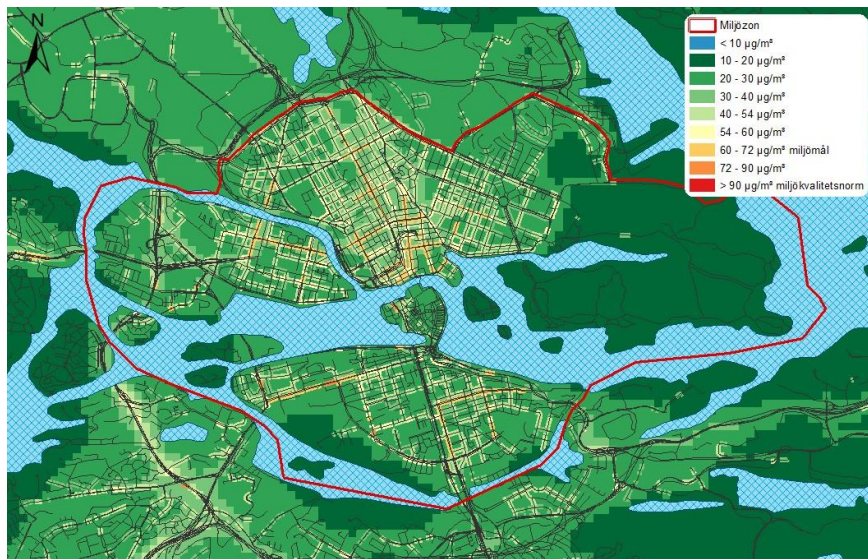 N
Miljözon
< 10 µg/m³
10 - 20 µg/m³
20 - 30 µg/m³
30 - 40 µg/m³
40 - 54 µg/m³
54 - 60 µg/m³
60 - 72 µg/m³ miljömål
72 - 90 µg/m³
> 90 µg/m³ miljökvalitetsnorm